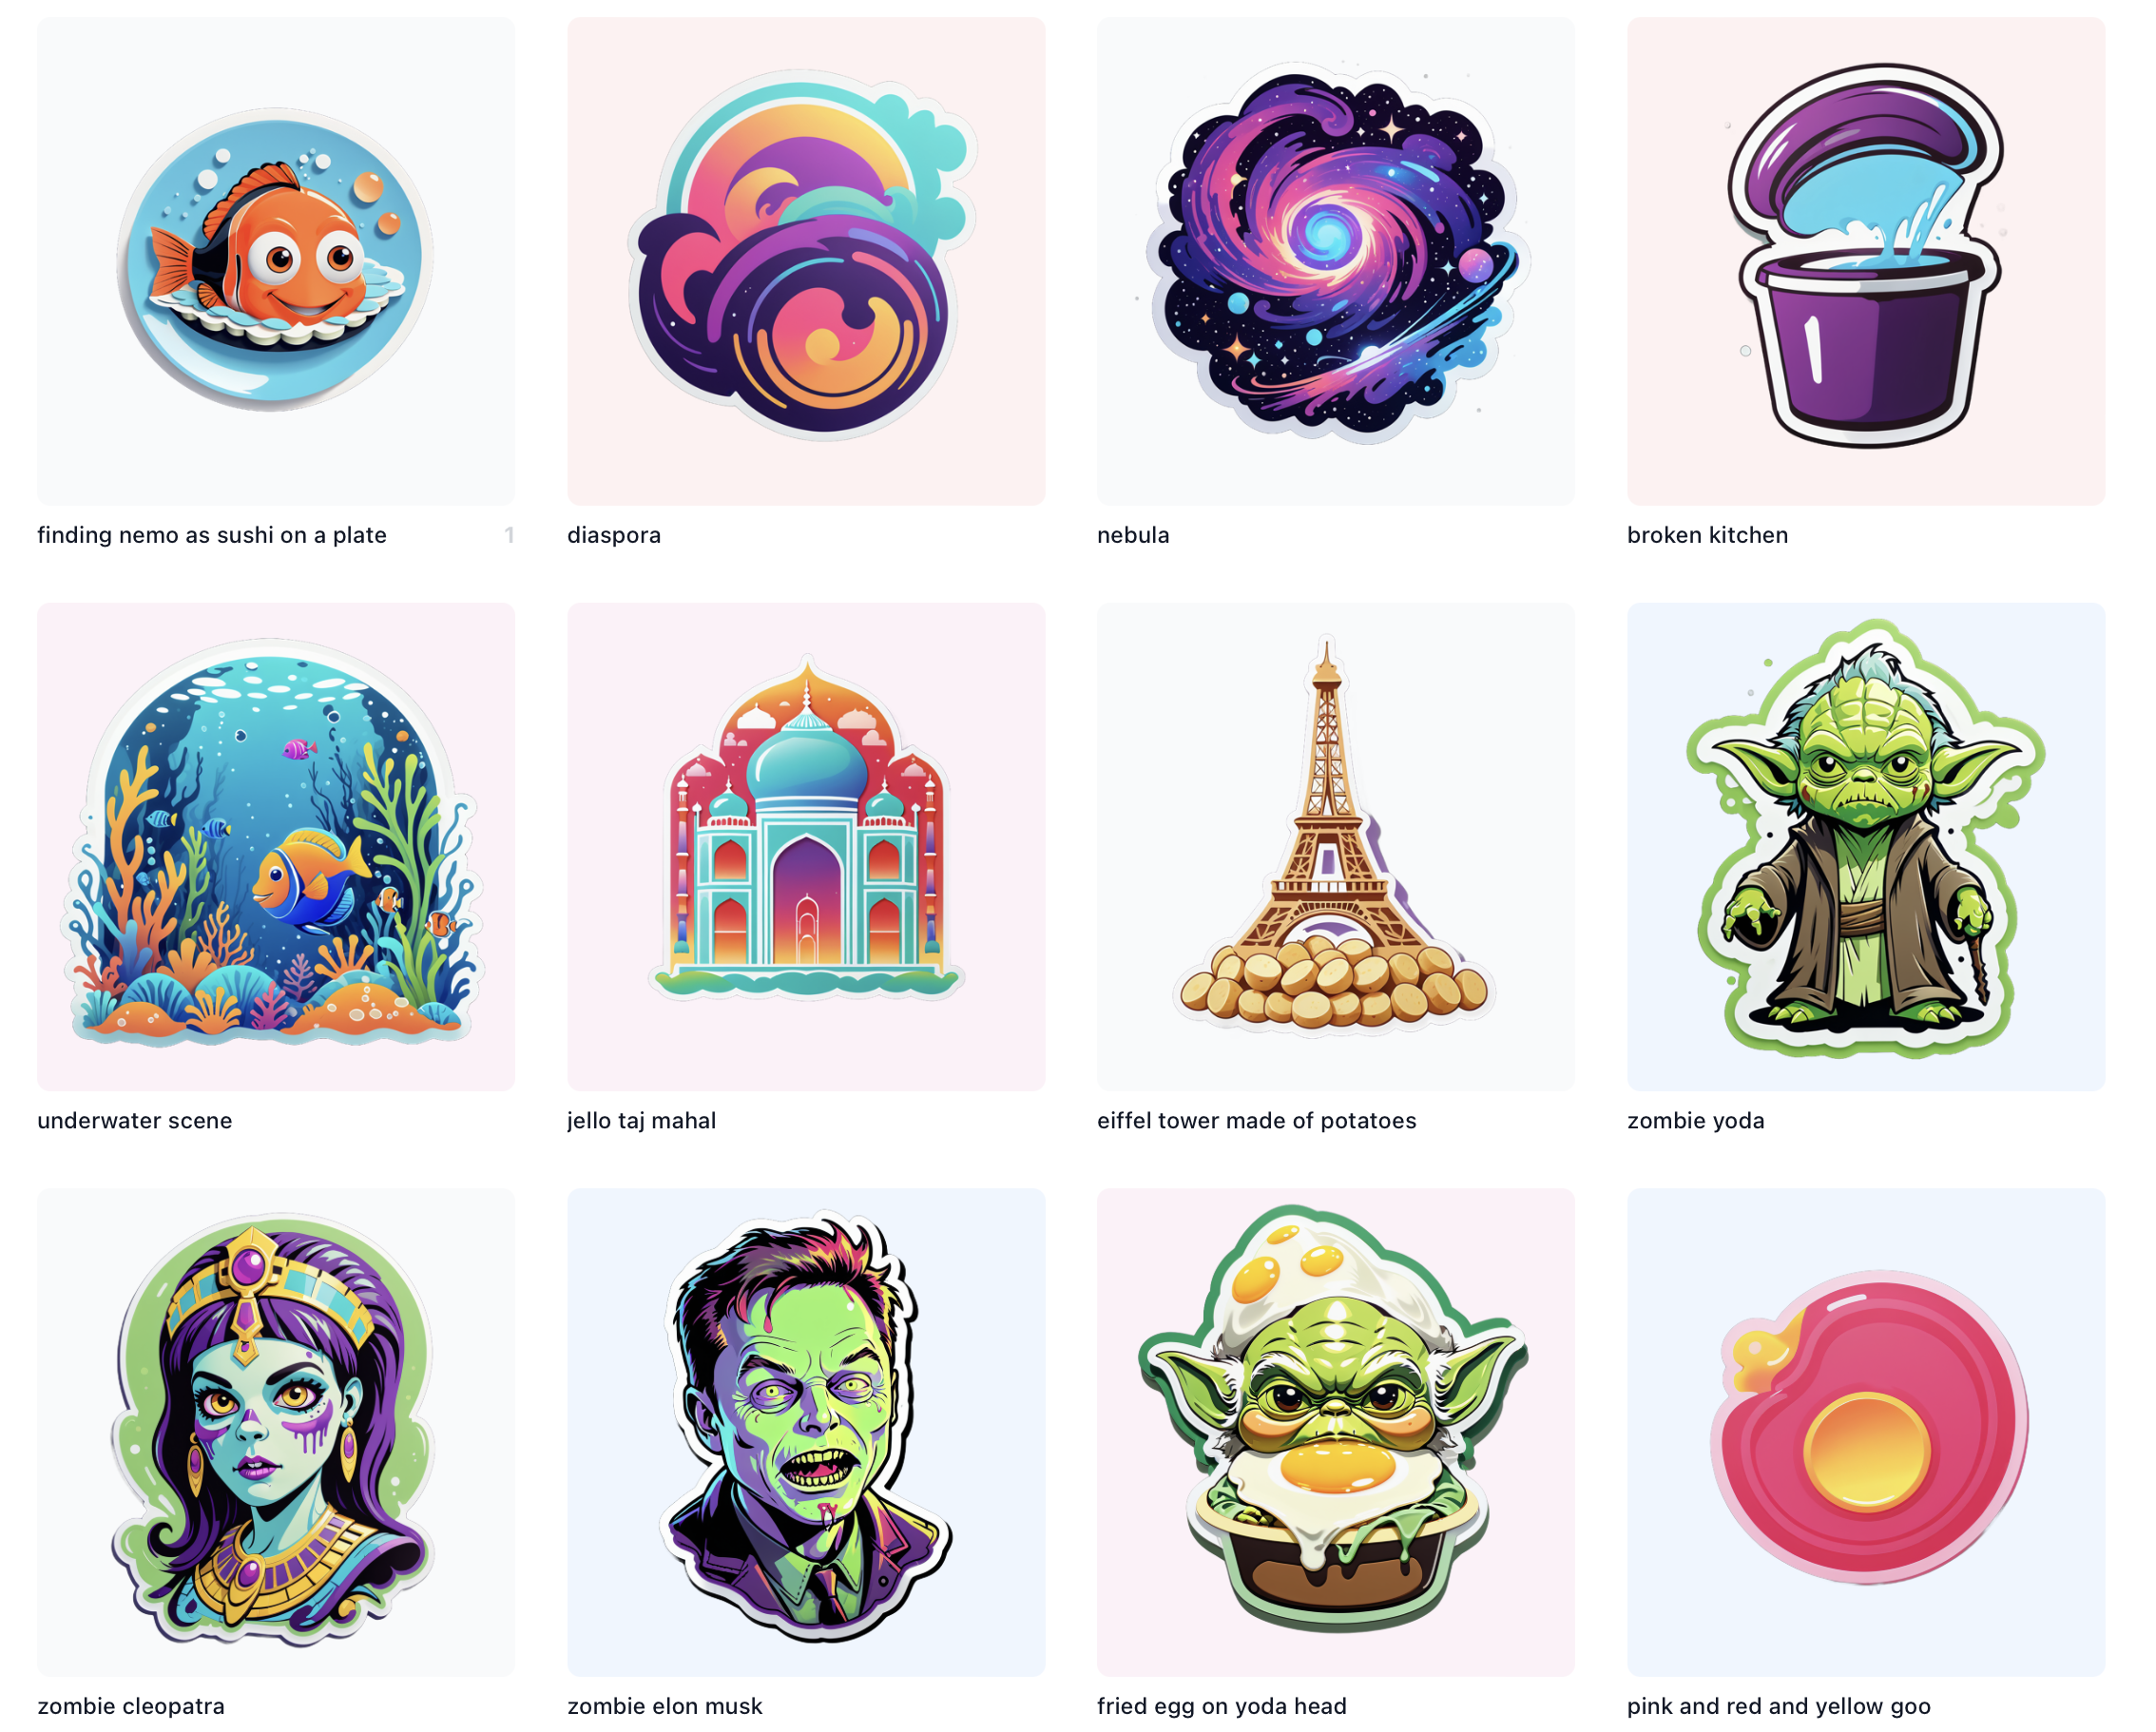 finding nemo as sushi on a plate 1
diaspora
nebula
broken kitchen
underwater scene
jello taj mahal
eiffel tower made of potatoes
zombie yoda
zombie cleopatra
zombie elon musk
fried egg on yoda head
pink and red and yellow goo